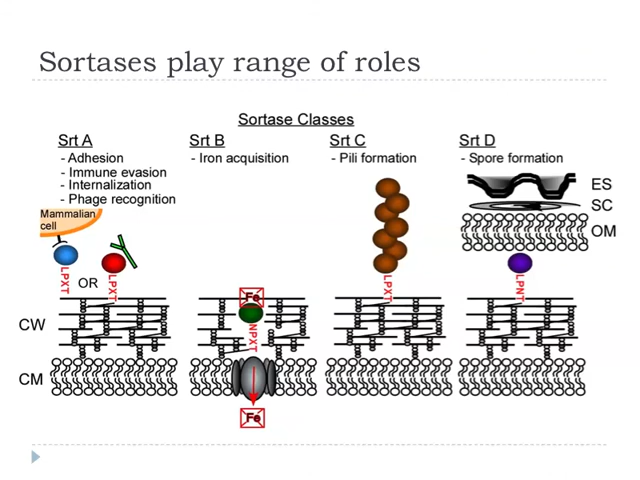 Sortases play range of roles
Sortase Classes
Srt A
- Adhesion
- Immune evasion
- Internalization
- Phage recognition
Srt B
- Iron acquisition
Srt C
- Pili formation
Srt D
- Spore formation
Mammalian
cell
ES
SC
OM
LPXT
OR
LPXT
Fe
NPXT
LPXT
LPNT
CW
CM
Fe